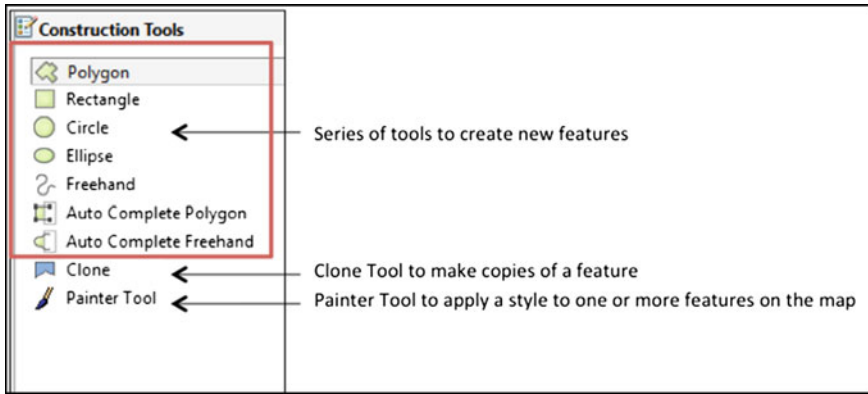 Construction Tools
Polygon
Rectangle
Circle
Series of tools to create new features
Ellipse
Freehand
Auto Complete Polygon
Auto Complete Freehand
Clone
Clone Tool to make copies of a feature
Painter Tool
Painter Tool to apply a style to one or more features on the map